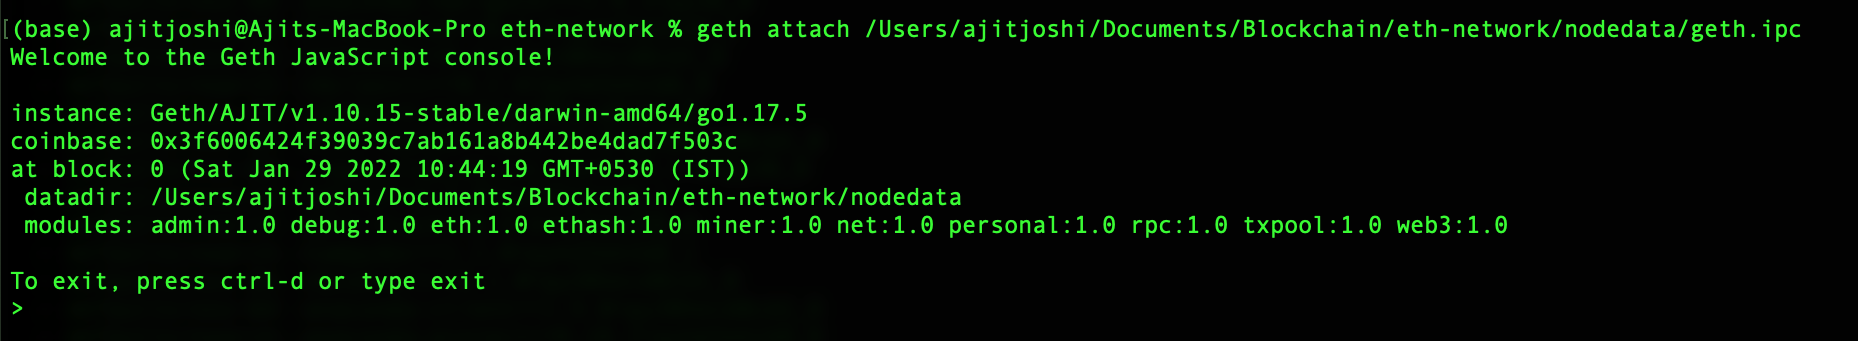 [(base) ajitjoshi@Ajits-MacBook-Pro eth-network % geth attach /Users/ajitjoshi/Documents/Blockchain/eth-network/nodedata/geth.ipc
Welcome to the Geth JavaScript console!
instance: Geth/AJIT/v1.10.15-stable/darwin-amd64/go1.17.5
coinbase: 0x3f6006424f39039c7ab161a8b442be4dad7f503c
at block: 0 (Sat Jan 29 2022 10:44:19 GMT+0530 (IST))
datadir: /Users/ajitjoshi/Documents/Blockchain/eth-network/nodedata
modules: admin:1.0 debug:1.0 eth:1.0 ethash:1.0 miner:1.0 net:1.0 personal:1.0 rpc:1.0 txpool:1.0 web3:1.0
To exit, press ctrl-d or type exit
>